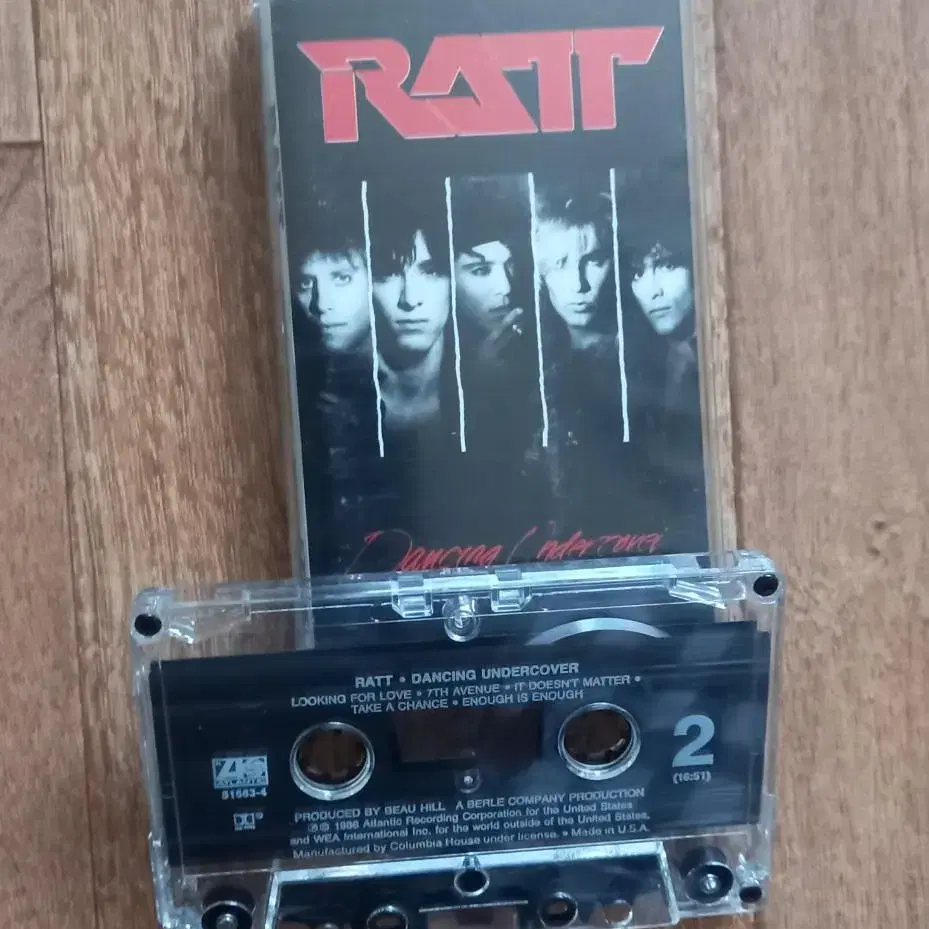 RATT
Dancing Undercover
RATT • DANCING UNDERCOVER
LOOKING FOR LOVE • 7TH AVENUE • IT DOESN'T MATTER •
TAKE A CHANCE • ENOUGH IS ENOUGH
2
(16:51)
ATLANTIC
81683-4
PRODUCED BY BEAU HILL A BERLE COMPANY PRODUCTION
℗© 1986 Atlantic Recording Corporation for the United States
and WEA International Inc. for the world outside of the United States.
Manufactured by Columbia House under license. • Made in U.S.A.